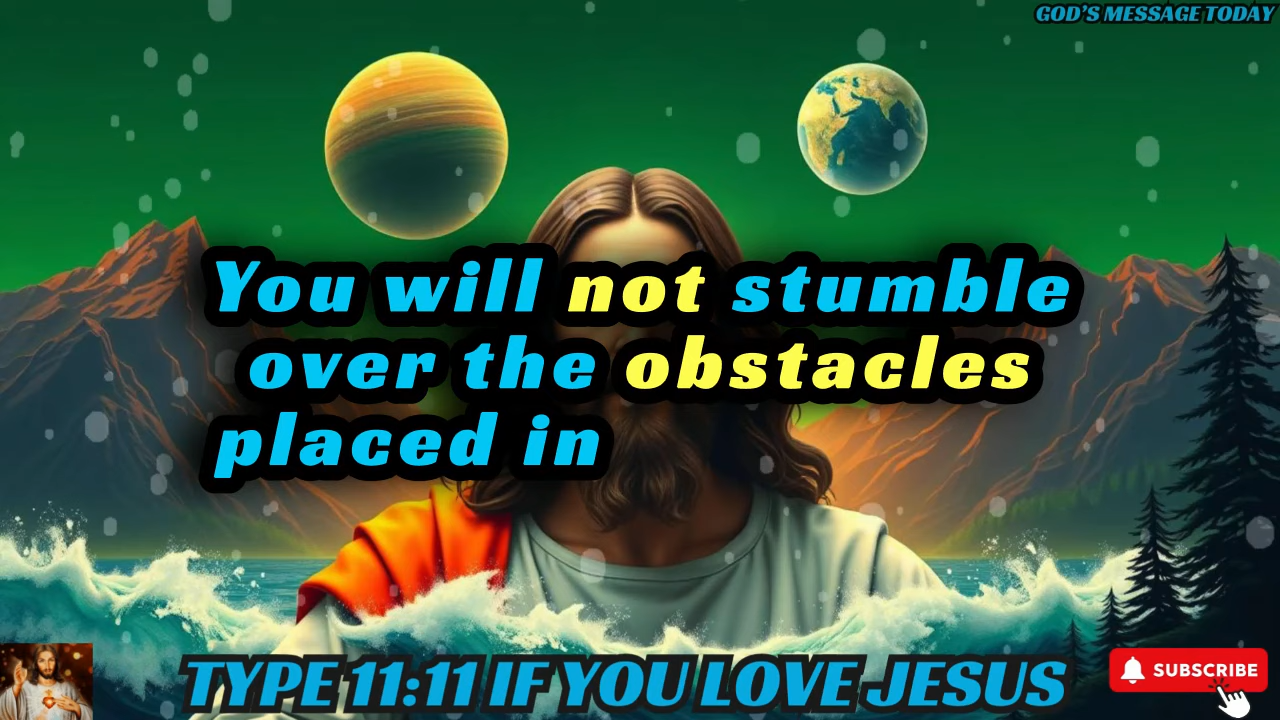 GOD'S MESSAGE TODAY
You will not stumble
over the obstacles
placed in
TYPE 11:11 IF YOU LOVE JESUS
SUBSCRIBE